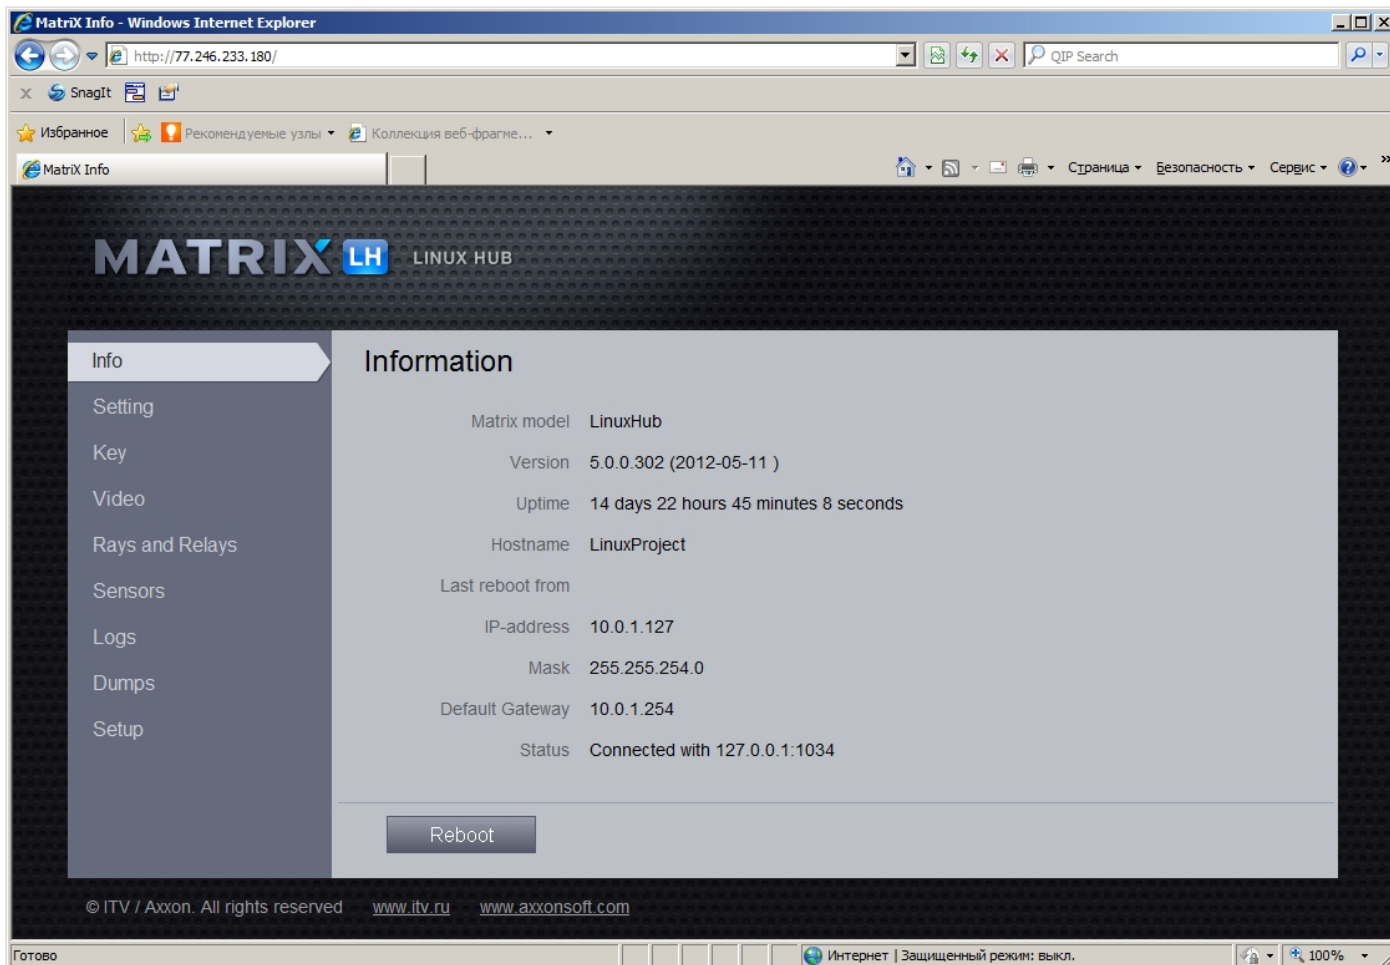 MatriX Info - Windows Internet Explorer
http://77.246.233.180/
QIP Search
x SnagIt
Избранное Рекомендуемые узлы Коллекция веб-фрагме...
MatriX Info
Страница Безопасность Сервис »
MATRIX LH LINUX HUB
Info
Setting
Key
Video
Rays and Relays
Sensors
Logs
Dumps
Setup
Information
Matrix model LinuxHub
Version 5.0.0.302 (2012-05-11 )
Uptime 14 days 22 hours 45 minutes 8 seconds
Hostname LinuxProject
Last reboot from
IP-address 10.0.1.127
Mask 255.255.254.0
Default Gateway 10.0.1.254
Status Connected with 127.0.0.1:1034
Reboot
© ITV / Axxon. All rights reserved www.itv.ru www.axxonsoft.com
Готово
Интернет | Защищенный режим: выкл.
100%